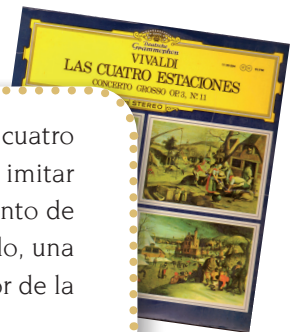 Deutsche
Grammophon
VIVALDI
LAS CUATRO ESTACIONES
CONCERTO GROSSO OP. 3, Nº. 11
STEREO
cuatro
imitar
nto de
lo, una
or de la